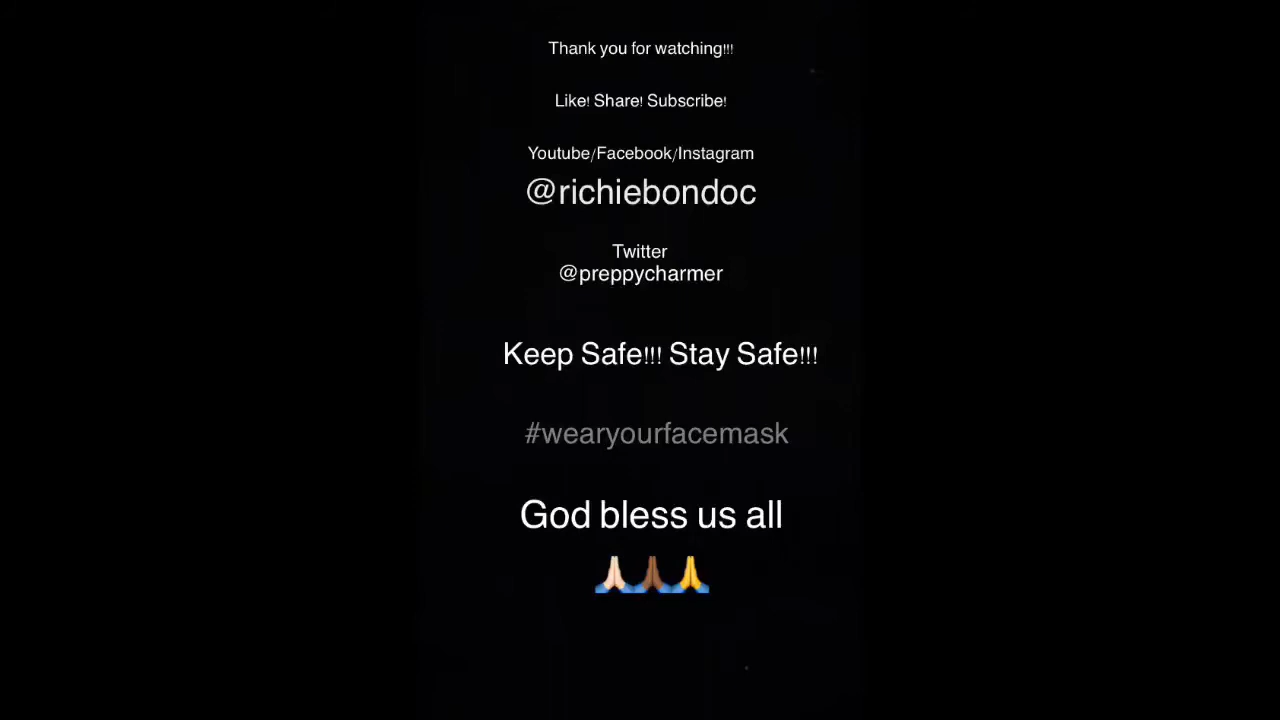 Thank you for watching!!!
Like! Share! Subscribe!
Youtube/Facebook/Instagram
@richiebondoc
Twitter
@preppycharmer
Keep Safe!!! Stay Safe!!!
#wearyourfacemask
God bless us all
🙏🏻🙏🏾🙏